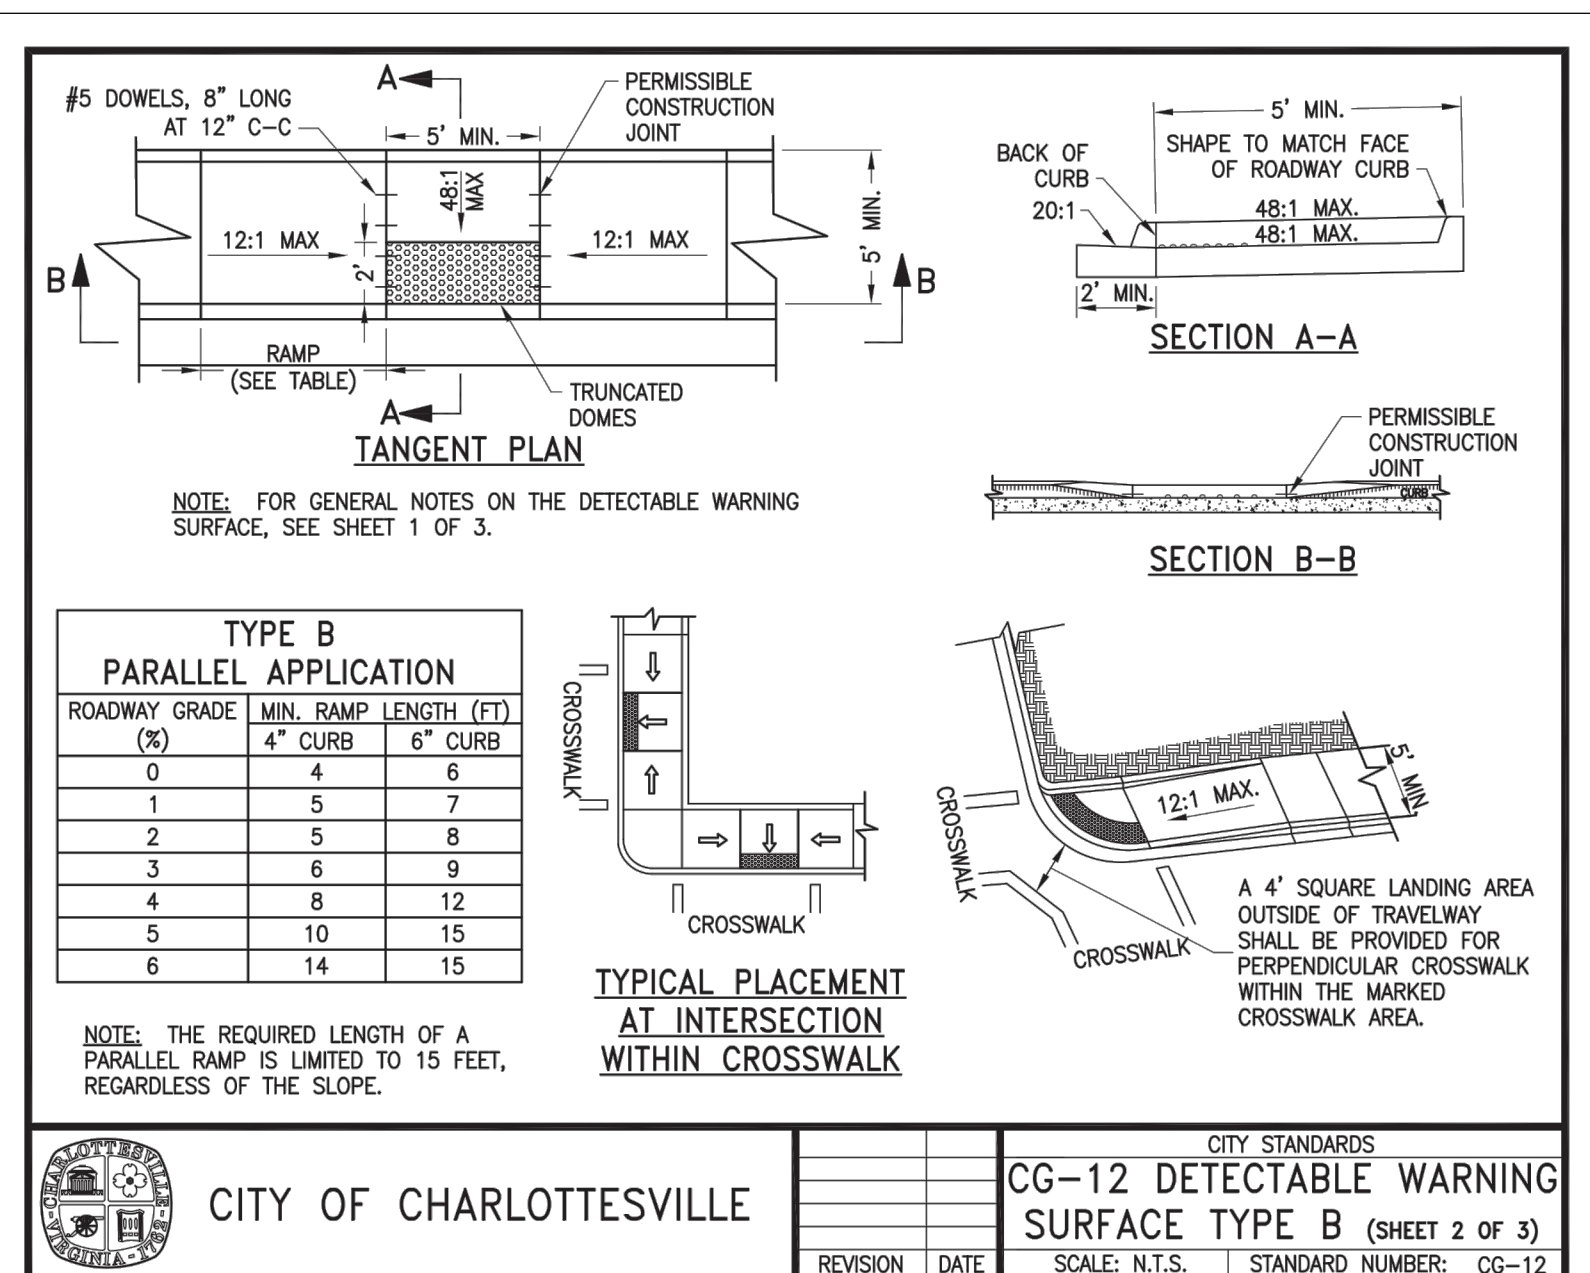 #5 DOWELS, 8" LONG
AT 12" C-C
A
5' MIN.
PERMISSIBLE
CONSTRUCTION
JOINT
48:1
MAX
12:1 MAX
12:1 MAX
2'
5' MIN.
B
B
RAMP
(SEE TABLE)
A
TRUNCATED
DOMES
TANGENT PLAN
NOTE: FOR GENERAL NOTES ON THE DETECTABLE WARNING
SURFACE, SEE SHEET 1 OF 3.
5' MIN.
BACK OF
CURB
SHAPE TO MATCH FACE
OF ROADWAY CURB
20:1
48:1 MAX.
48:1 MAX.
2' MIN.
SECTION A-A
PERMISSIBLE
CONSTRUCTION
JOINT
CURB
SECTION B-B
TYPE B
PARALLEL APPLICATION
ROADWAY GRADE
(%)
MIN. RAMP LENGTH (FT)
4" CURB 6" CURB
0 4 6
1 5 7
2 5 8
3 6 9
4 8 12
5 10 15
6 14 15
NOTE: THE REQUIRED LENGTH OF A
PARALLEL RAMP IS LIMITED TO 15 FEET,
REGARDLESS OF THE SLOPE.
CROSSWALK
CROSSWALK
TYPICAL PLACEMENT
AT INTERSECTION
WITHIN CROSSWALK
5' MIN.
12:1 MAX.
CROSSWALK
CROSSWALK
A 4' SQUARE LANDING AREA
OUTSIDE OF TRAVELWAY
SHALL BE PROVIDED FOR
PERPENDICULAR CROSSWALK
WITHIN THE MARKED
CROSSWALK AREA.
CHARLOTTESVILLE
VIRGINIA - 1762
CITY OF CHARLOTTESVILLE
REVISION DATE
CITY STANDARDS
CG-12 DETECTABLE WARNING
SURFACE TYPE B (SHEET 2 OF 3)
SCALE: N.T.S. STANDARD NUMBER: CG-12